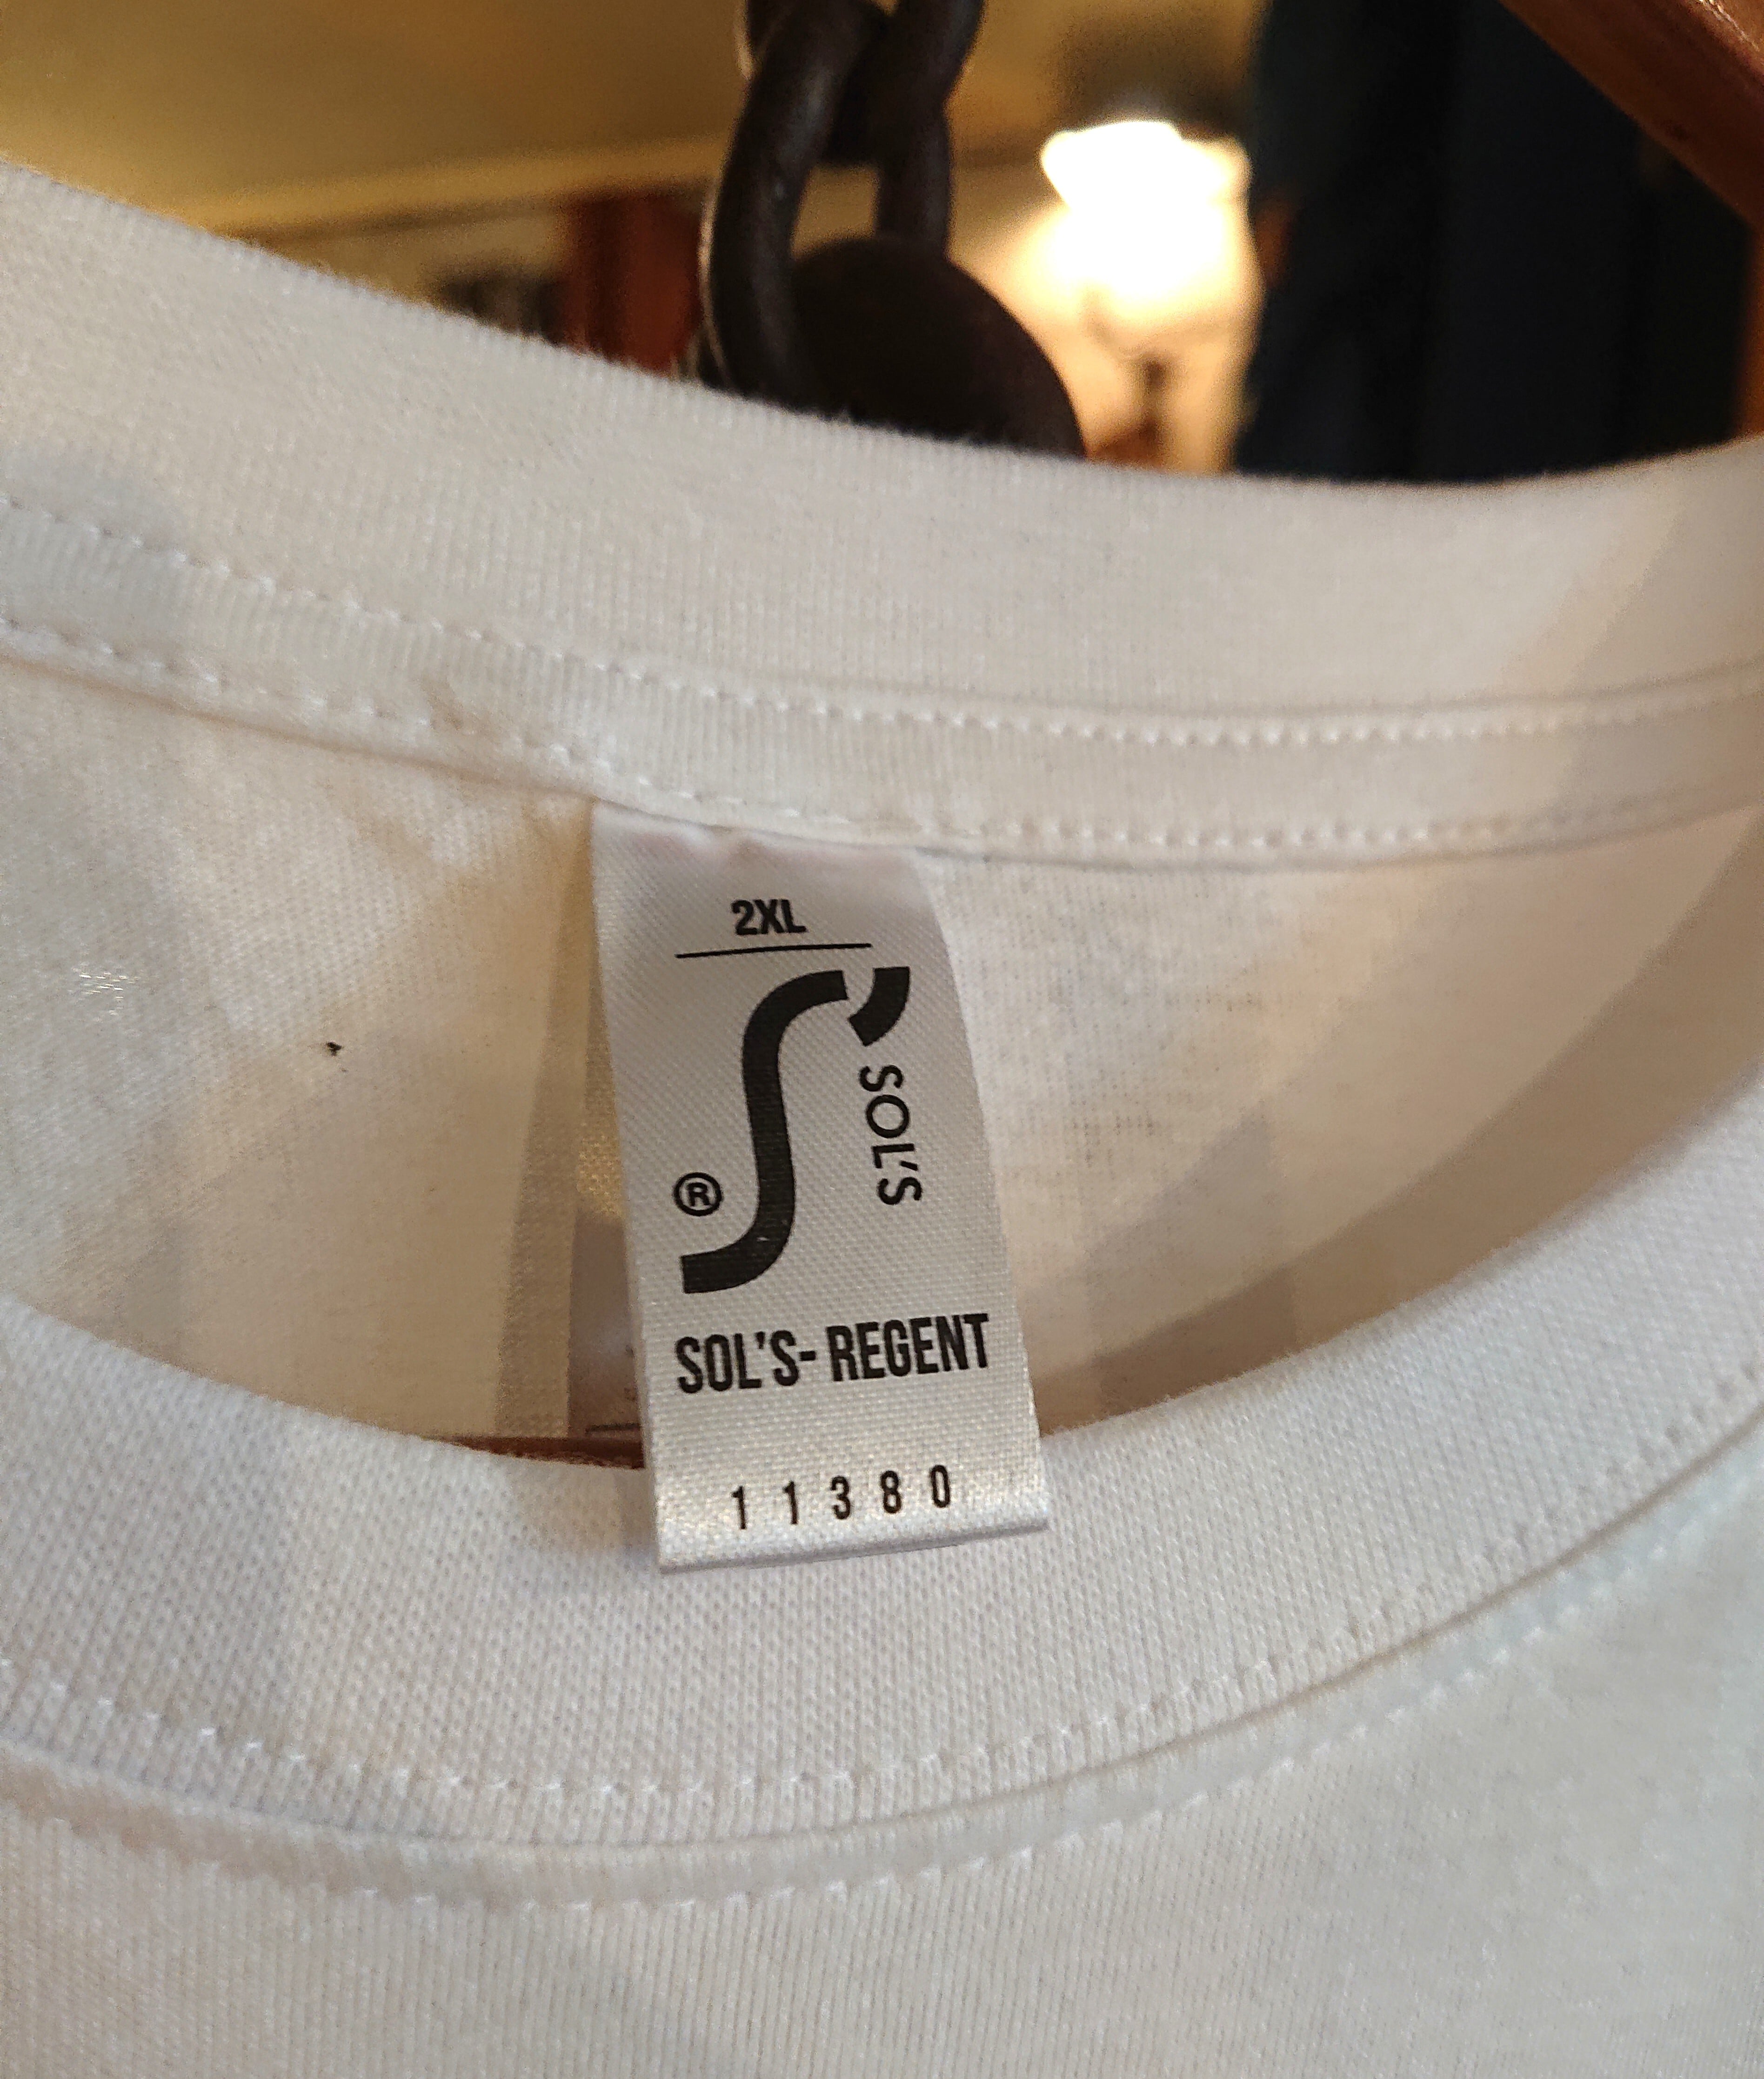 2XL
SOL'S
®
SOL'S- REGENT
11380